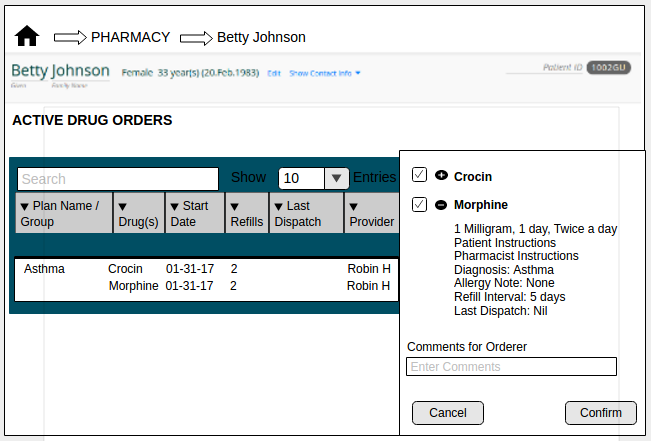 PHARMACY Betty Johnson
Betty Johnson Female 33 year(s) (20.Feb.1983) Edit Show Contact Info Patient ID 1002GU
Given Family Name
ACTIVE DRUG ORDERS
Search Show 10 Entries
Plan Name / Group Drug(s) Start Date Refills Last Dispatch Provider
Asthma Crocin 01-31-17 2 Robin H
Morphine 01-31-17 2 Robin H
Crocin
Morphine
1 Milligram, 1 day, Twice a day
Patient Instructions
Pharmacist Instructions
Diagnosis: Asthma
Allergy Note: None
Refill Interval: 5 days
Last Dispatch: Nil
Comments for Orderer
Enter Comments
Cancel Confirm